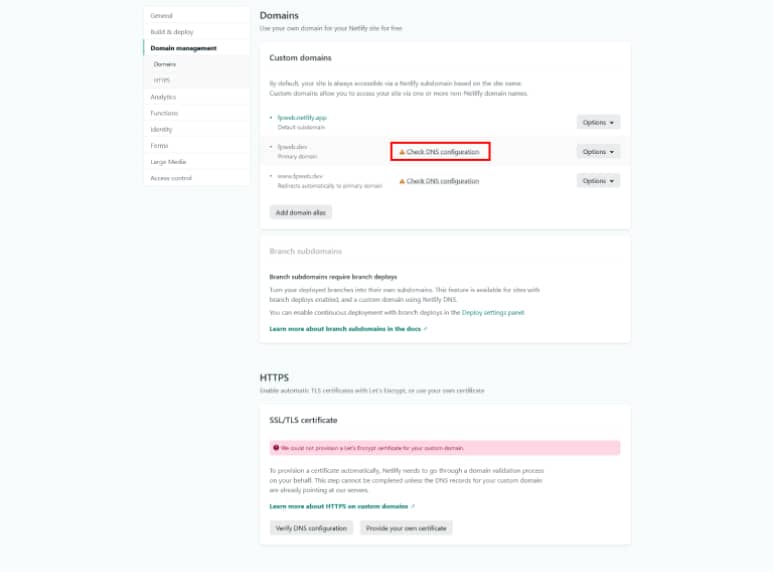 General
Build & deploy
Domain management
Domains
HTTPS
Analytics
Functions
Identity
Forms
Large Media
Access control
Domains
Use your own domain for your Netlify site for free
Custom domains
By default, your site is always accessible via a Netlify subdomain based on the site name.
Custom domains allow you to access your site via one or more non-Netlify domain names.
fpweb.netlify.app
Default subdomain
Options
fpweb.dev
Primary domain
Check DNS configuration
Options
www.fpweb.dev
Redirects automatically to primary domain
Check DNS configuration
Options
Add domain alias
Branch subdomains
Branch subdomains require branch deploys
Turn your deployed branches into their own subdomains. This feature is available for sites with
branch deploys enabled, and a custom domain using Netlify DNS.
You can enable continuous deployment with branch deploys in the Deploy settings panel
Learn more about branch subdomains in the docs
HTTPS
Enable automatic TLS certificates with Let's Encrypt, or use your own certificate
SSL/TLS certificate
We could not provision a Let's Encrypt certificate for your custom domain.
To provision a certificate automatically, Netlify needs to go through a domain validation process
on your behalf. This step cannot be completed unless the DNS records for your custom domain
are already pointing at our servers.
Learn more about HTTPS on custom domains
Verify DNS configuration
Provide your own certificate